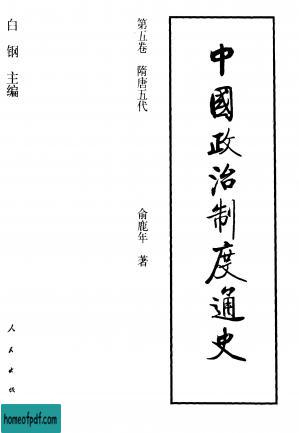 中國政治制度通史
第五卷 隋唐五代
俞鹿年 著
白钢 主编
人民出版
homeofpdf.com